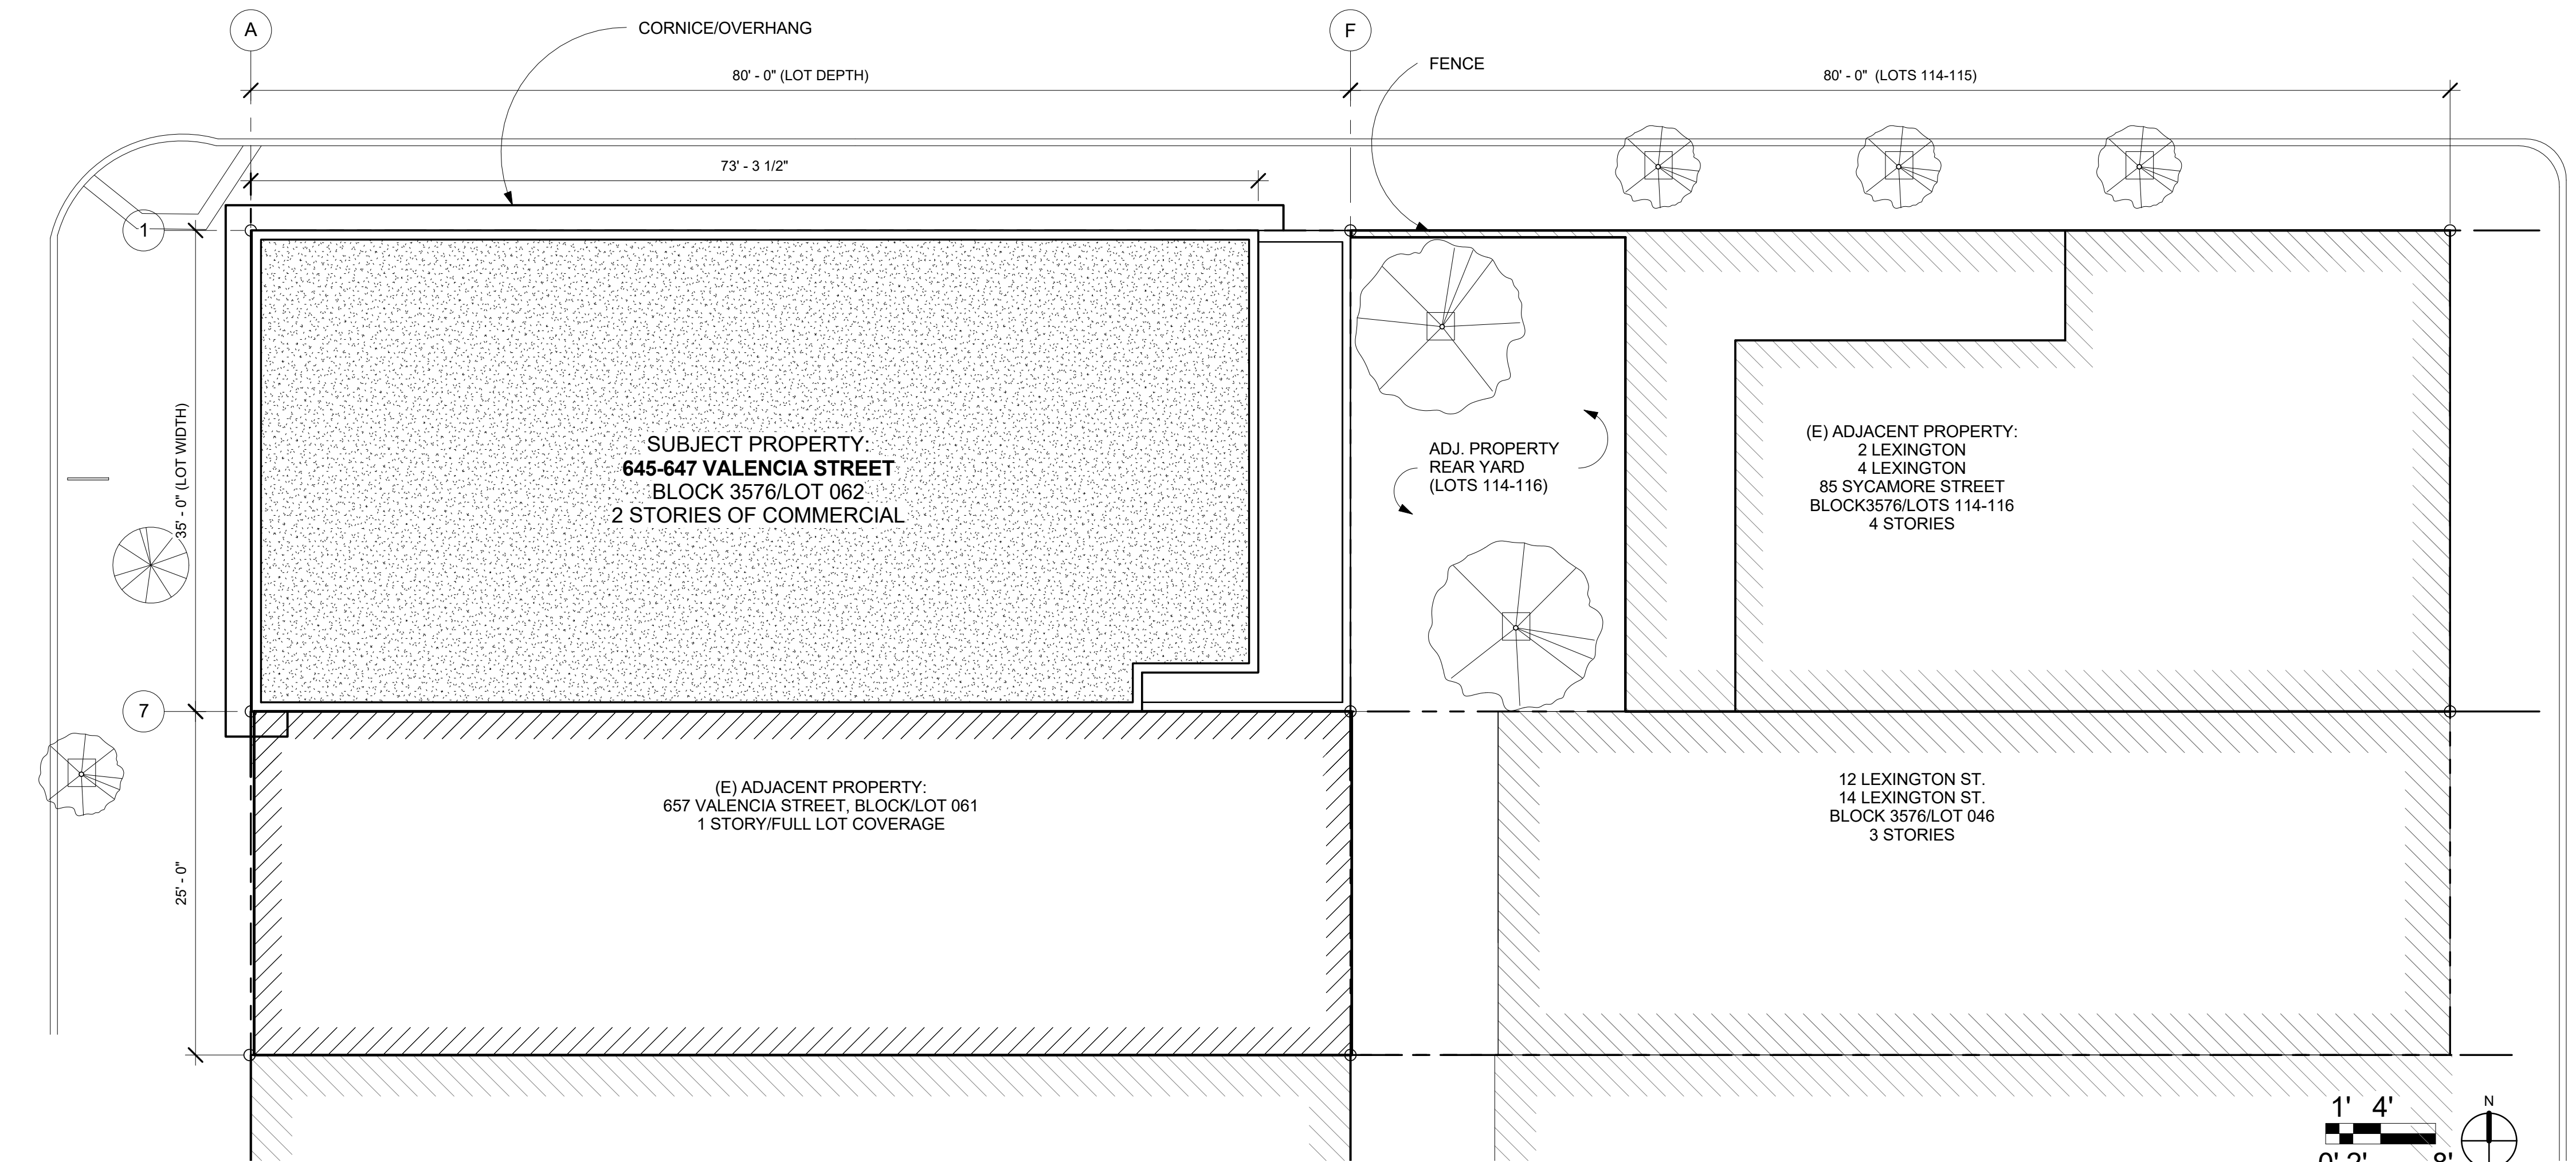 A
CORNICE/OVERHANG
F
FENCE
80' - 0" (LOT DEPTH)
80' - 0" (LOTS 114-115)
73' - 3 1/2"
1
35' - 0" (LOT WIDTH)
SUBJECT PROPERTY:
645-647 VALENCIA STREET
BLOCK 3576/LOT 062
2 STORIES OF COMMERCIAL
ADJ. PROPERTY
REAR YARD
(LOTS 114-116)
(E) ADJACENT PROPERTY:
2 LEXINGTON
4 LEXINGTON
85 SYCAMORE STREET
BLOCK3576/LOTS 114-116
4 STORIES
7
25' - 0"
(E) ADJACENT PROPERTY:
657 VALENCIA STREET, BLOCK/LOT 061
1 STORY/FULL LOT COVERAGE
12 LEXINGTON ST.
14 LEXINGTON ST.
BLOCK 3576/LOT 046
3 STORIES
1' 4'
N
0' 2' 8'